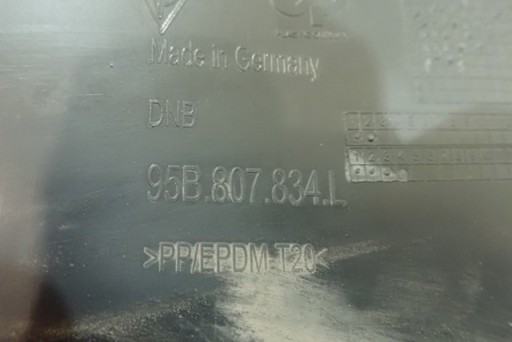 Made in Germany
DNB
95B.807.834.L
>PP/EPDM T20<